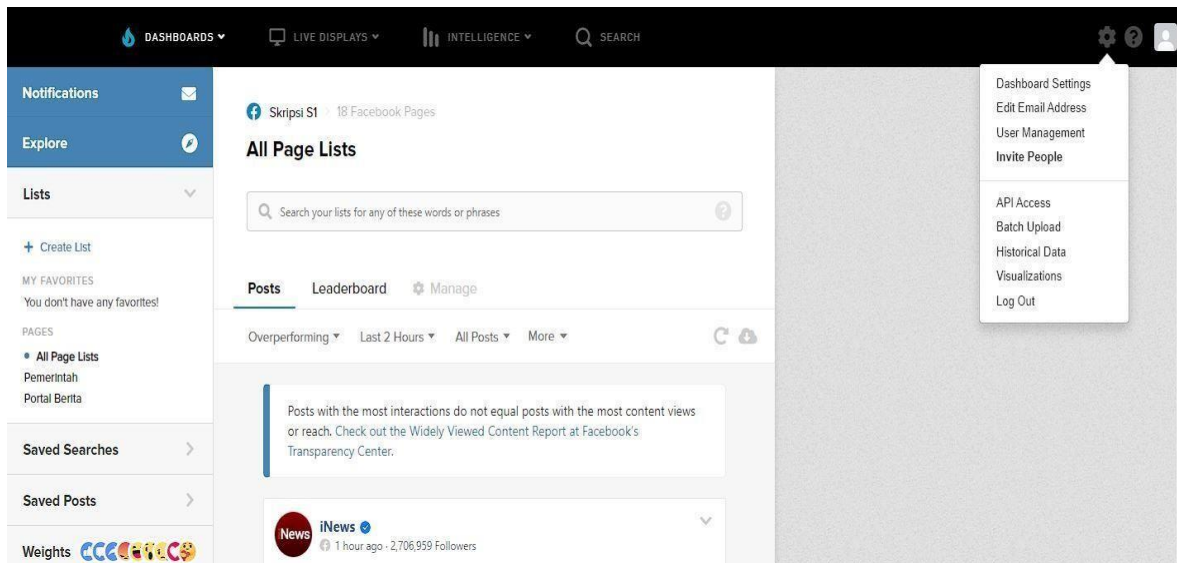 DASHBOARDS
LIVE DISPLAYS
INTELLIGENCE
SEARCH
Notifications
Explore
Lists
+ Create List
MY FAVORITES
You don't have any favorites!
PAGES
All Page Lists
Pemerintah
Portal Berita
Saved Searches
Saved Posts
Weights
Skripsi S1
18 Facebook Pages
All Page Lists
Search your lists for any of these words or phrases
Posts
Leaderboard
Manage
Overperforming
Last 2 Hours
All Posts
More
Posts with the most interactions do not equal posts with the most content views
or reach. Check out the Widely Viewed Content Report at Facebook's
Transparency Center.
News
iNews
1 hour ago - 2,706,959 Followers
Dashboard Settings
Edit Email Address
User Management
Invite People
API Access
Batch Upload
Historical Data
Visualizations
Log Out